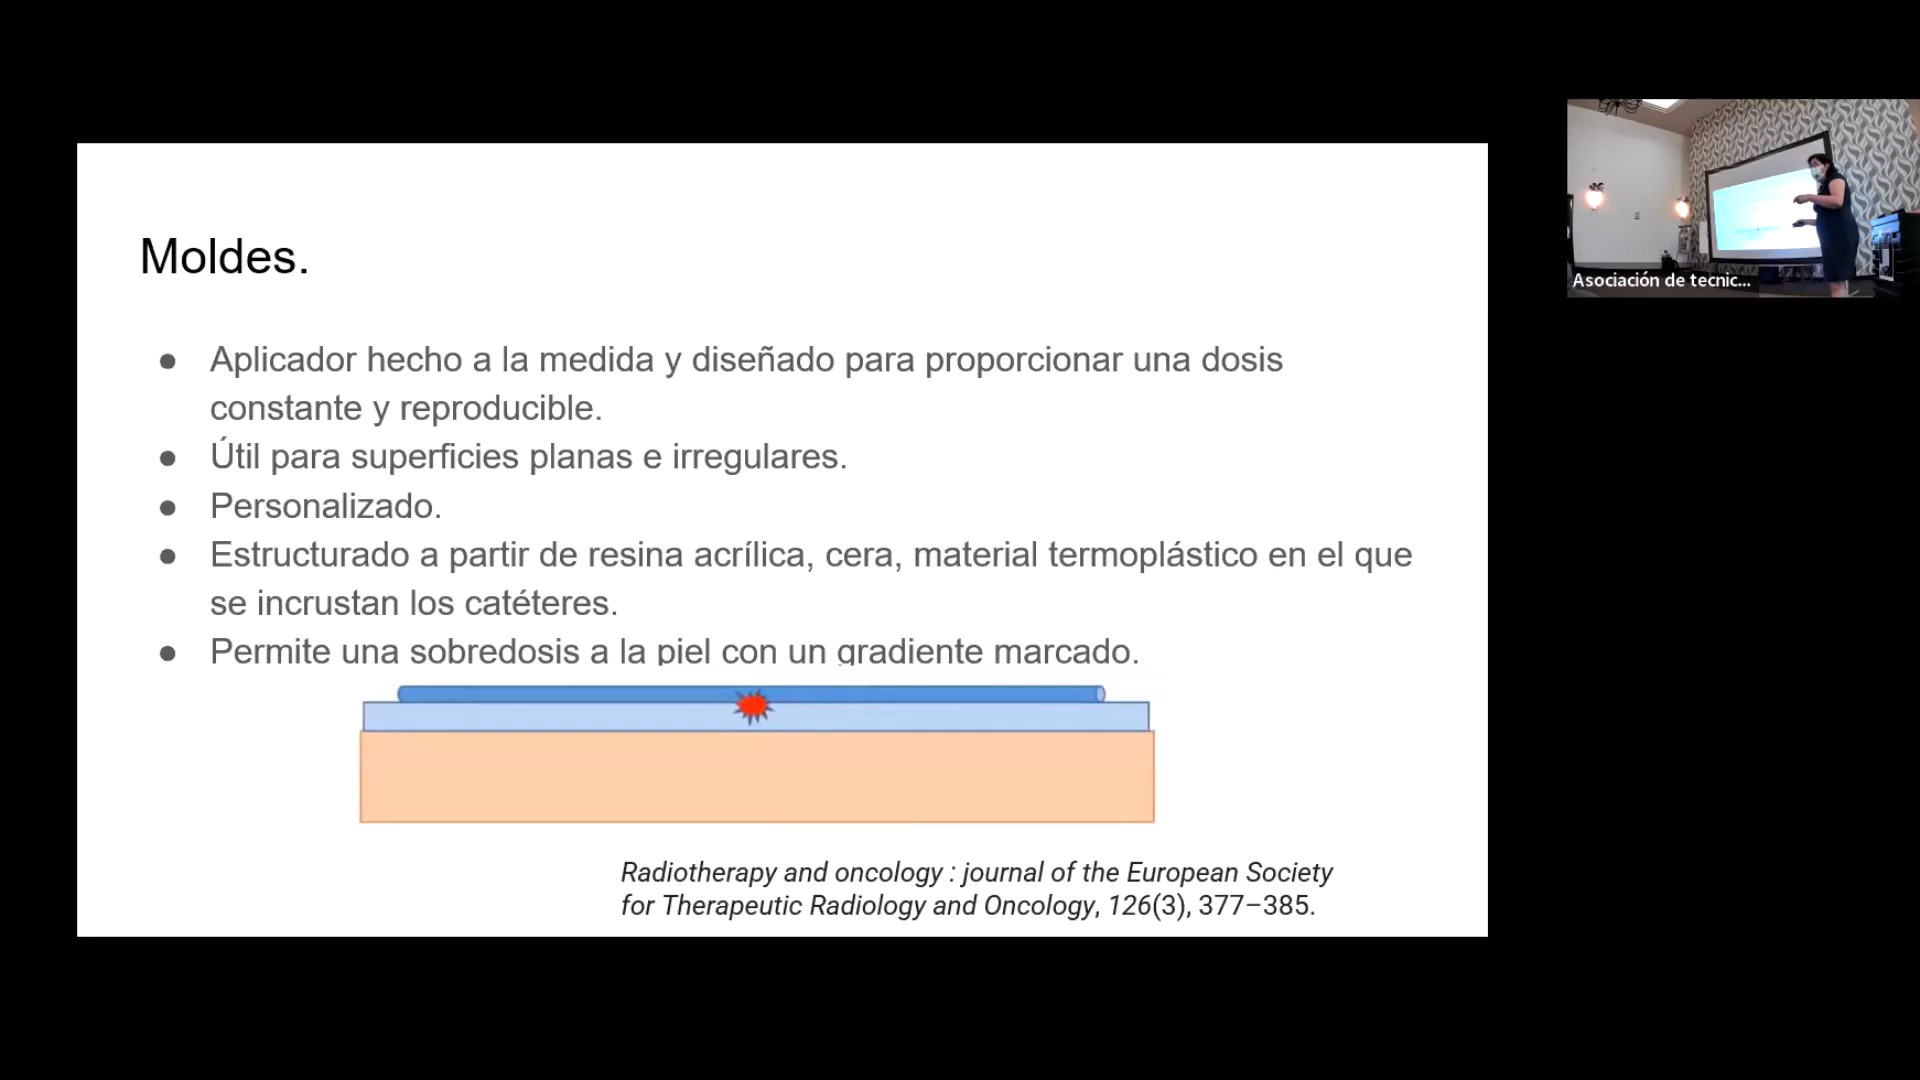 Moldes.
● Aplicador hecho a la medida y diseñado para proporcionar una dosis
constante y reproducible.
● Útil para superficies planas e irregulares.
● Personalizado.
● Estructurado a partir de resina acrílica, cera, material termoplástico en el que
se incrustan los catéteres.
● Permite una sobredosis a la piel con un gradiente marcado.
Radiotherapy and oncology : journal of the European Society
for Therapeutic Radiology and Oncology, 126(3), 377–385.
Asociación de tecnic...